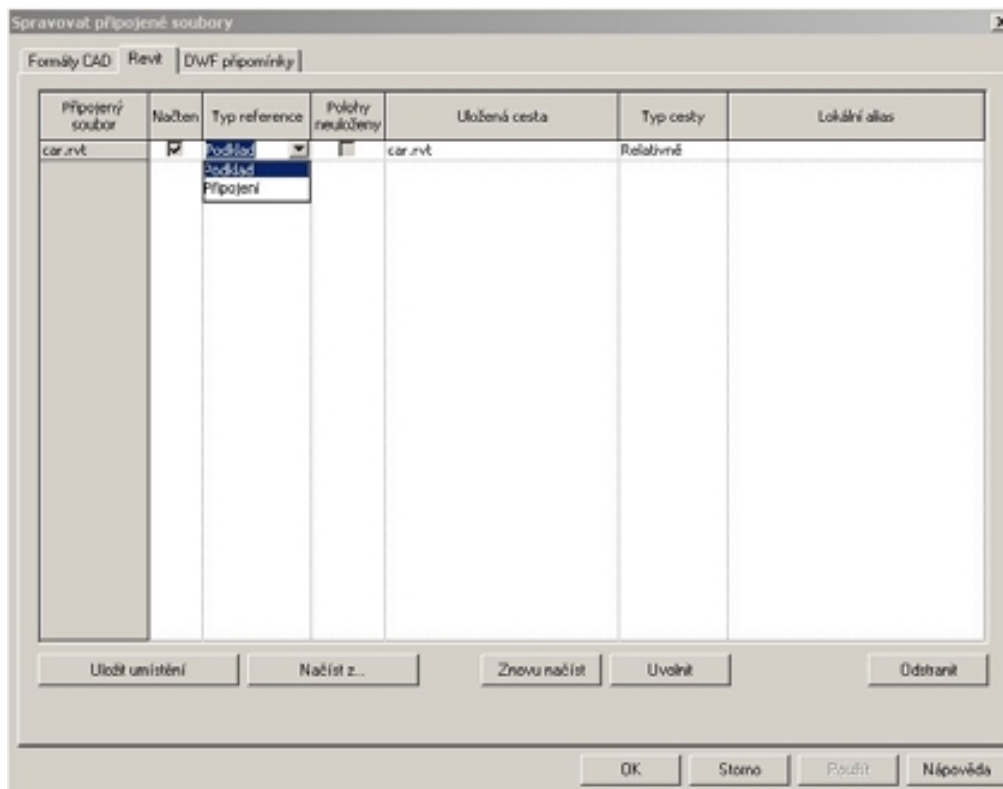 Spravovat připojené soubory
Formáty CAD Revit DWF připomínky
Připojený soubor Načten Typ reference Polohy neuloženy Uložená cesta Typ cesty Lokální alias
car.rvt Podklad car.rvt Relativně
Podklad
Připojení
Uložit umístění Načíst z... Znovu načíst Uvolnit Odstranit
OK Storno Použít Nápověda